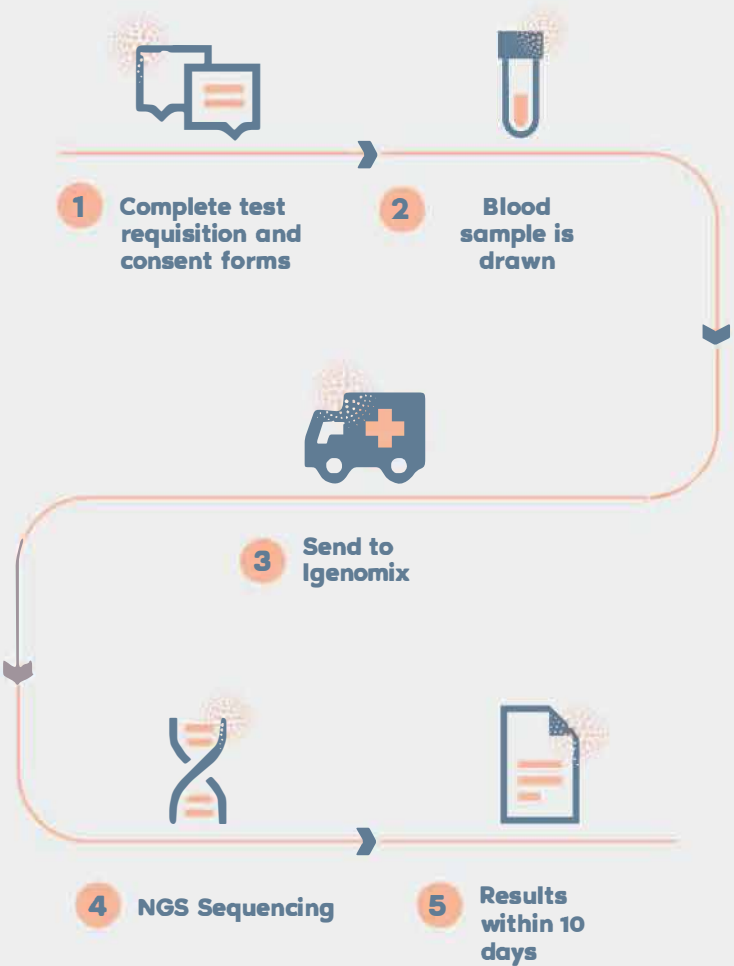 1
Complete test
requisition and
consent forms
2
Blood
sample is
drawn
3
Send to
Igenomix
4
NGS Sequencing
5
Results
within 10
days